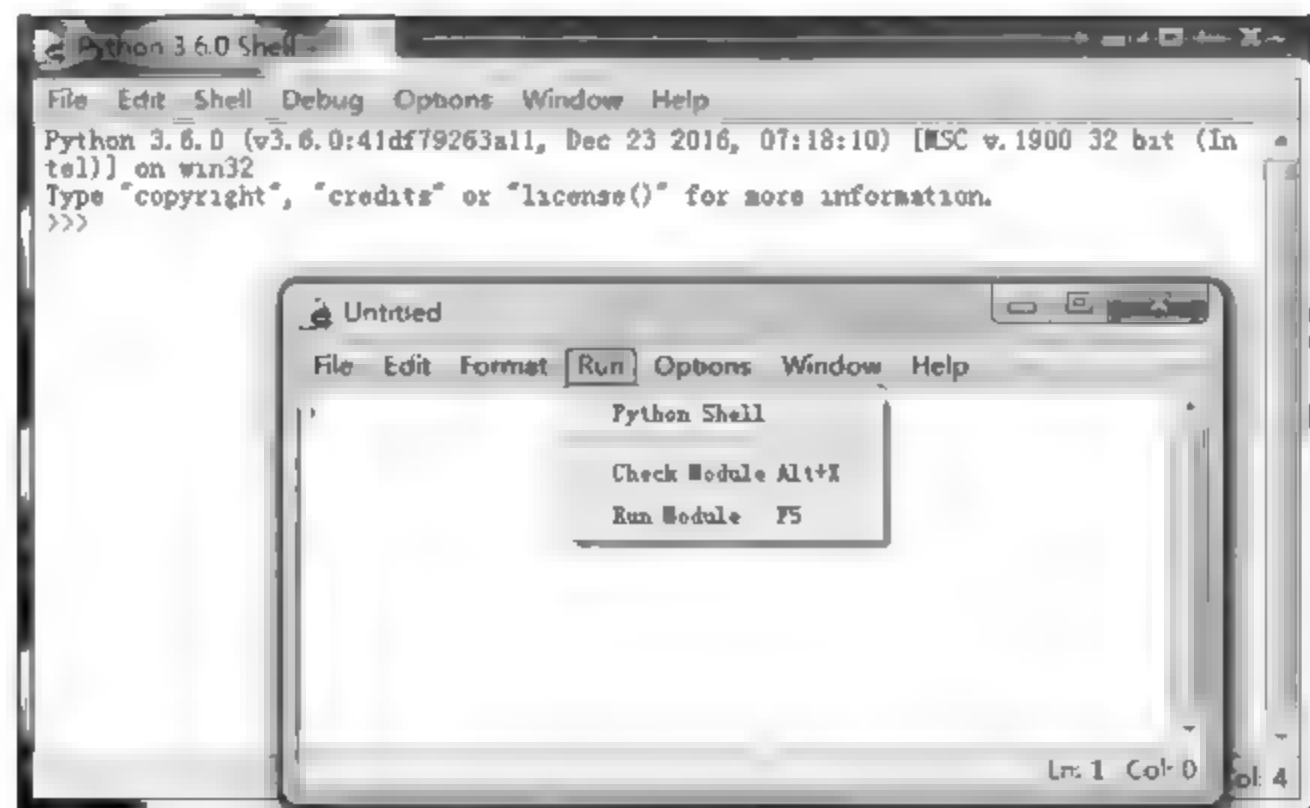 Python 3.6.0 Shell
File Edit Shell Debug Options Window Help
Python 3.6.0 (v3.6.0:41df79263a11, Dec 23 2016, 07:18:10) [MSC v.1900 32 bit (In
tel)] on win32
Type "copyright", "credits" or "license()" for more information.
>>>
Untitled
File Edit Format Run Options Window Help
Python Shell
Check Module Alt+X
Run Module F5
Ln: 1 Col: 0
ol: 4